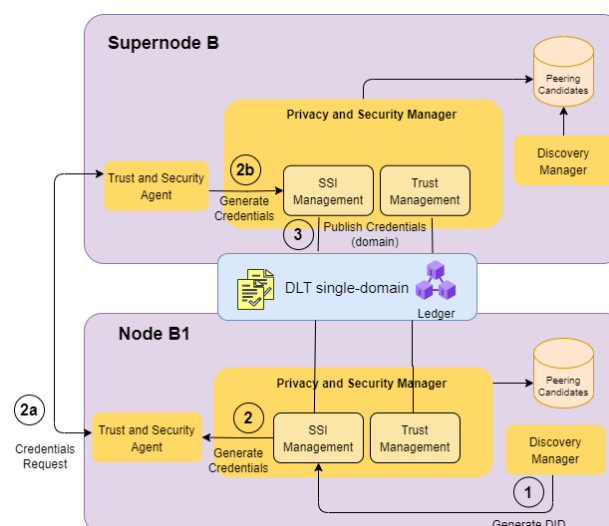 Supernode B
Peering
Candidates
Privacy and Security Manager
Discovery
Manager
Trust and Security
Agent
2b
Generate
Credentials
SSI
Management
Trust
Management
3
Publish Credentials
(domain)
DLT single-domain
Ledger
Node B1
Peering
Candidates
Privacy and Security Manager
2a
Credentials
Request
Trust and Security
Agent
2
Generate
Credentials
SSI
Management
Trust
Management
Discovery
Manager
1
Generate DID